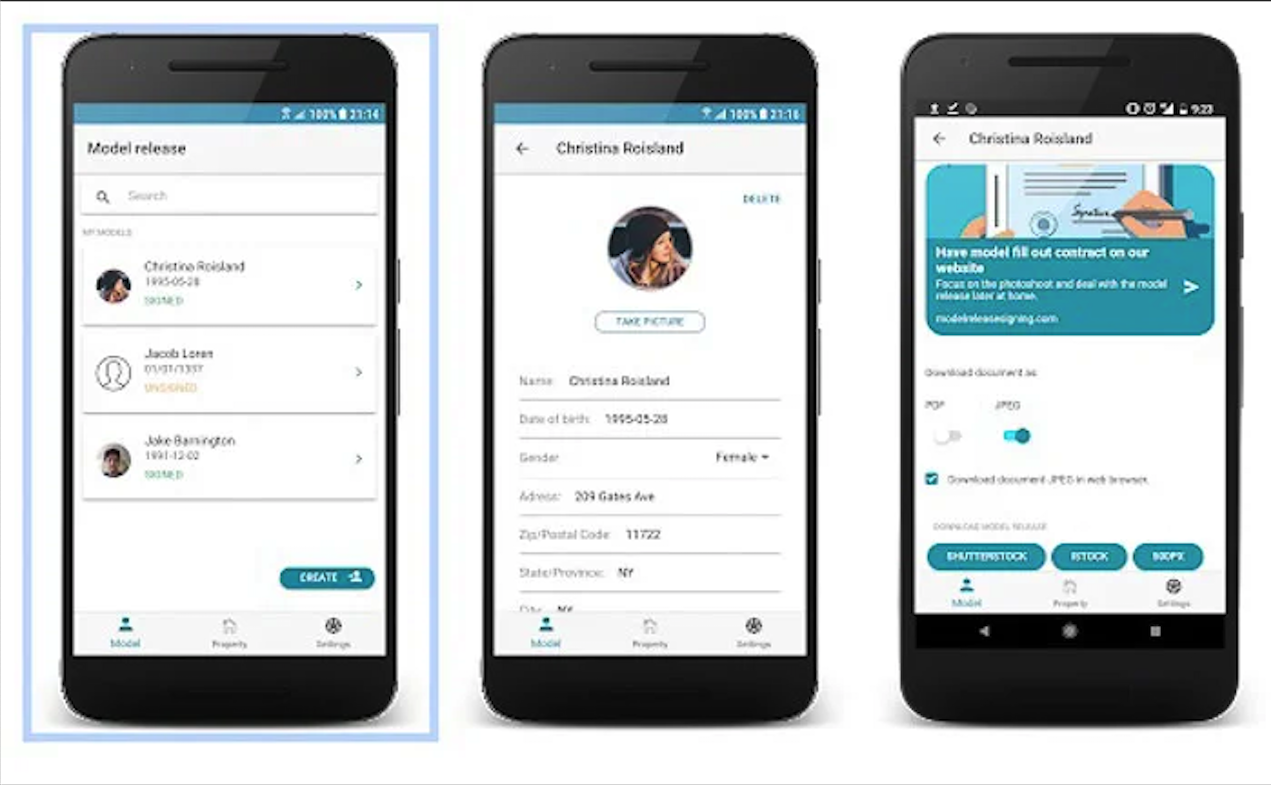 100% 21:14
Model release
Search
MY MODELS
Christina Roisland
1995-05-28
SIGNED
Jacob Loren
01/01/1337
UNSIGNED
Jake Barnington
1991-12-02
SIGNED
CREATE
Model
Property
Settings
100% 21:16
Christina Roisland
DELETE
TAKE PICTURE
Name: Christina Roisland
Date of birth: 1995-05-28
Gender Female
Adress: 209 Gates Ave
Zip/Postal Code: 11722
State/Province: NY
City: NY
Model
Property
Settings
9:23
Christina Roisland
Signature
Have model fill out contract on our
website
Focus on the photoshoot and deal with the model
release later at home.
modelreleasesigning.com
Download document as
PDF JPEG
Download document JPEG in web browser.
DOWNLOAD MODEL RELEASE
SHUTTERSTOCK ISTOCK 500PX
Model
Property
Settings